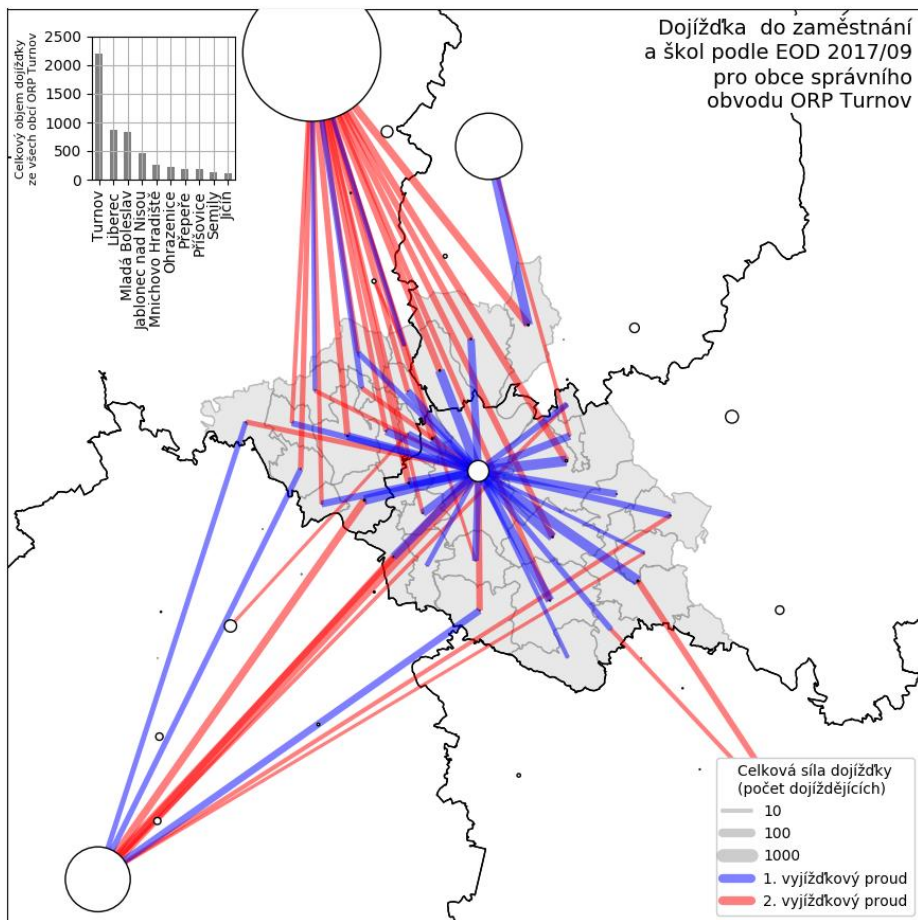 Dojížďka  do zaměstnání
a škol podle EOD 2017/09
pro obce správního
obvodu ORP Turnov
Celkový objem dojížďky
ze všech obcí ORP Turnov
2500
2000
1500
1000
500
0
Turnov
Liberec
Mladá Boleslav
Jablonec nad Nisou
Mnichovo Hradiště
Ohrazenice
Přepeře
Příšovice
Semily
Jičín
Celková síla dojížďky
(počet dojíždějících)
10
100
1000
1. vyjížďkový proud
2. vyjížďkový proud